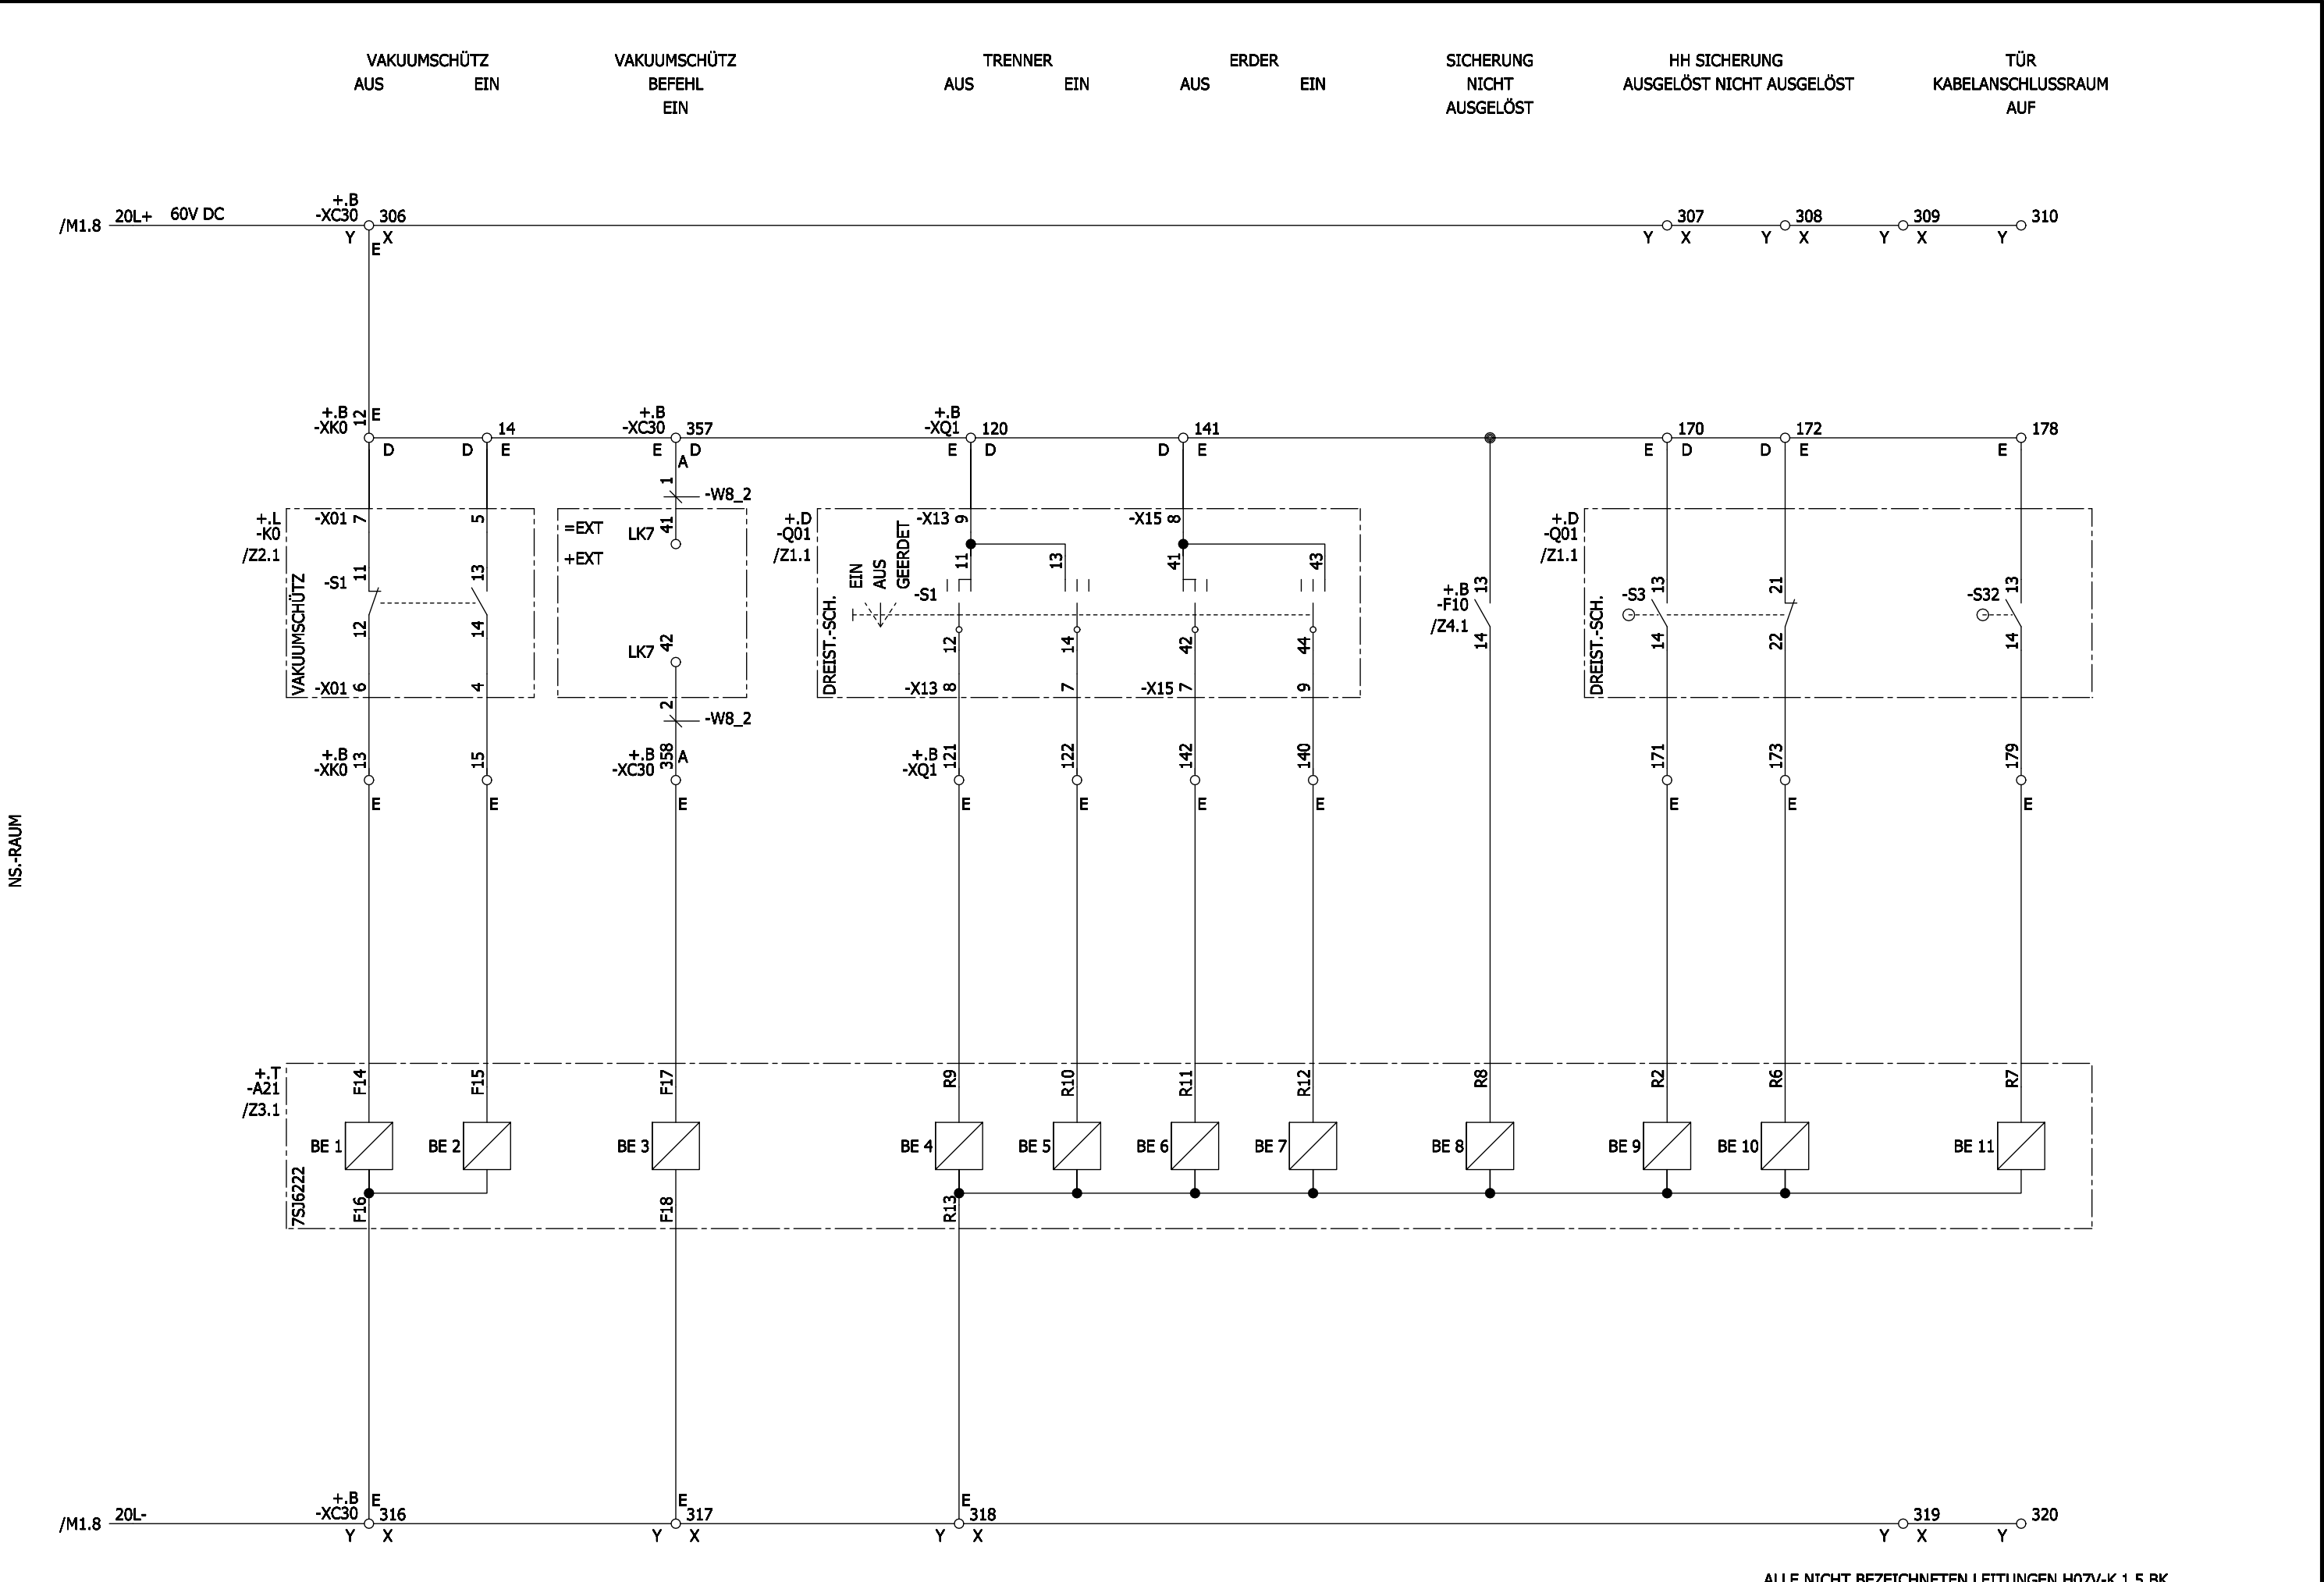 VAKUUMSCHÜTZ VAKUUMSCHÜTZ TRENNER ERDER SICHERUNG HH SICHERUNG TÜR
AUS EIN BEFEHL AUS EIN AUS EIN NICHT AUSGELÖST NICHT AUSGELÖST KABELANSCHLUSSRAUM
EIN AUSGELÖST AUF
+.B
/M1.8 20L+ 60V DC -XC30 306 307 308 309 310
Y X Y X Y X Y X Y
E
+.B 12 E +.B +.B
-XK0 14 -XC30 357 -XQ1 120 141 170 172 178
D D E E D E D D E E D D E E
A
1 -W8_2
+.L -X01 7 5 =EXT LK7 41 +.D -X13 9 -X15 8 +.D
-K0 -Q01 -Q01
/Z2.1 +EXT /Z1.1 /Z1.1
EIN AUS GEERDET 11 13 41 43
-S1 11 13 -S1 +.B 13 -S3 13 21 -S32 13
-F10
/Z4.1
12 14 LK7 42 12 14 42 44 14 14 22 14
VAKUUMSCHÜTZ DREIST.-SCH. DREIST.-SCH.
-X01 6 4 -X13 8 7 -X15 7 9
2 -W8_2
+.B 13 15 +.B 358 A +.B 121 122 142 140 171 173 179
-XK0 -XC30 -XQ1
E E E E E E E E E E
NS.-RAUM
+.T F14 F15 F17 R9 R10 R11 R12 R8 R2 R6 R7
-A21
/Z3.1
BE 1 BE 2 BE 3 BE 4 BE 5 BE 6 BE 7 BE 8 BE 9 BE 10 BE 11
7SJ6222 F16 F18 R13
+.B E E E
/M1.8 20L- -XC30 316 317 318 319 320
Y X Y X Y X Y X Y
ALLE NICHT BEZEICHNETEN LEITUNGEN H07V-K 1,5 BK